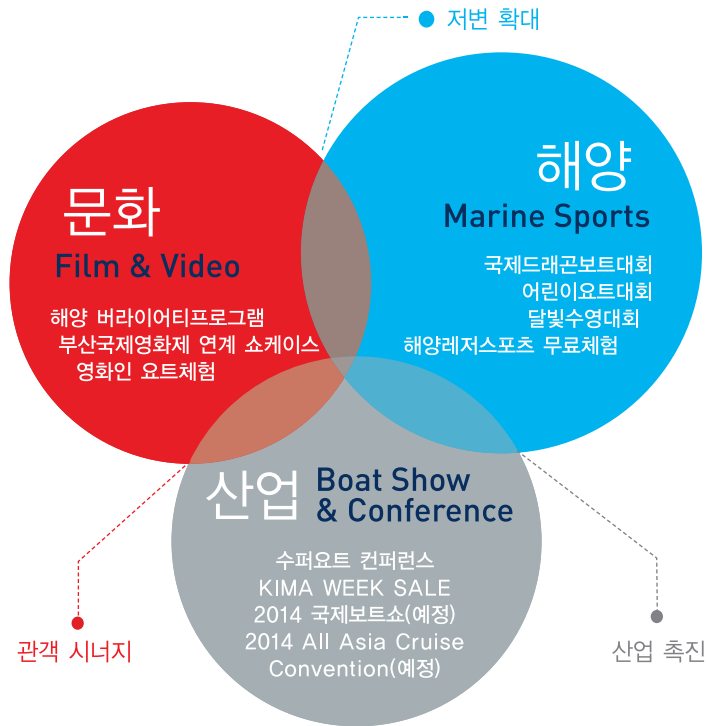 저변 확대
문화
Film & Video
해양 버라이어티프로그램
부산국제영화제 연계 쇼케이스
영화인 요트체험
해양
Marine Sports
국제드래곤보트대회
어린이요트대회
달빛수영대회
해양레저스포츠 무료체험
산업
Boat Show
& Conference
수퍼요트 컨퍼런스
KIMA WEEK SALE
2014 국제보트쇼(예정)
2014 All Asia Cruise
Convention(예정)
관객 시너지
산업 촉진